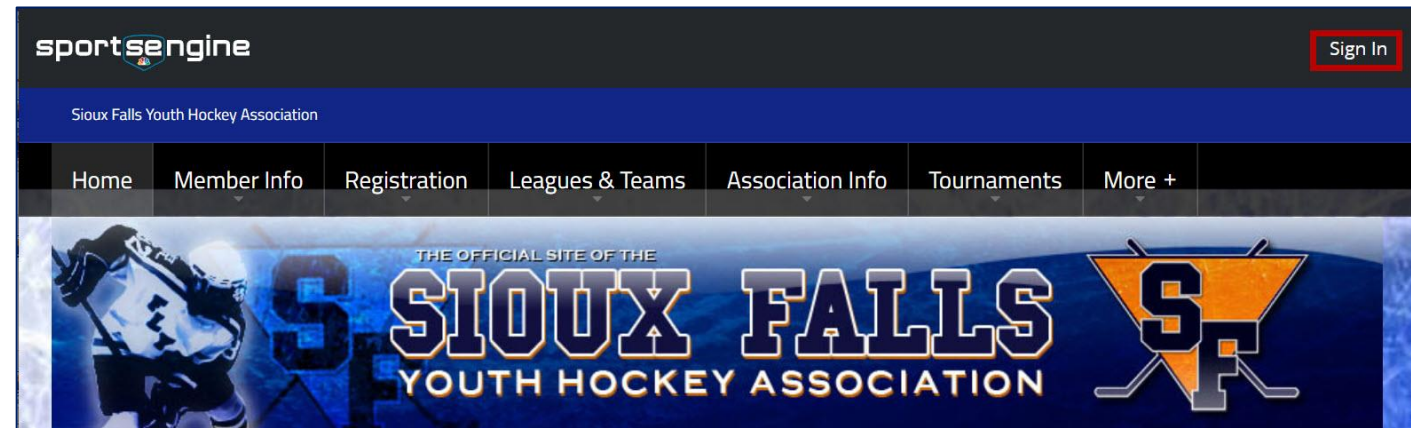 sportsengine
Sign In
Sioux Falls Youth Hockey Association
Home Member Info Registration Leagues & Teams Association Info Tournaments More +
THE OFFICIAL SITE OF THE
SIOUX FALLS
YOUTH HOCKEY ASSOCIATION
SF
SF